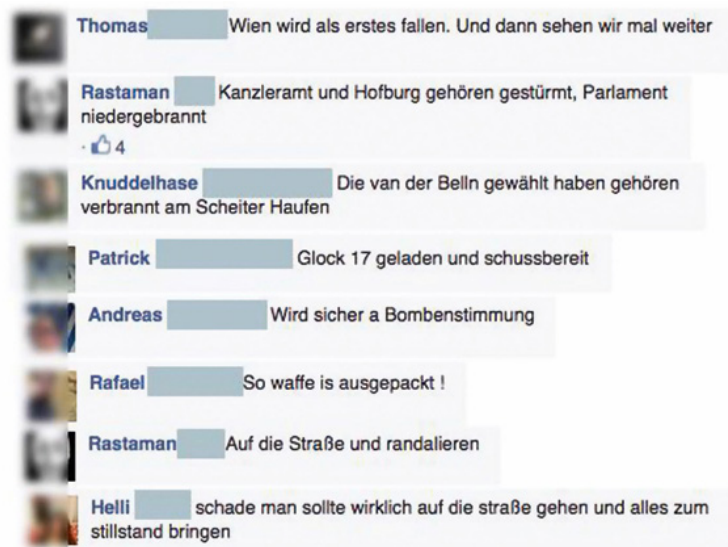 Thomas Wien wird als erstes fallen. Und dann sehen wir mal weiter
Rastaman Kanzleramt und Hofburg gehören gestürmt, Parlament
niedergebrannt
· 4
Knuddelhase Die van der Belln gewählt haben gehören
verbrannt am Scheiter Haufen
Patrick Glock 17 geladen und schussbereit
Andreas Wird sicher a Bombenstimmung
Rafael So waffe is ausgepackt !
Rastaman Auf die Straße und randalieren
Helli schade man sollte wirklich auf die straße gehen und alles zum
stillstand bringen